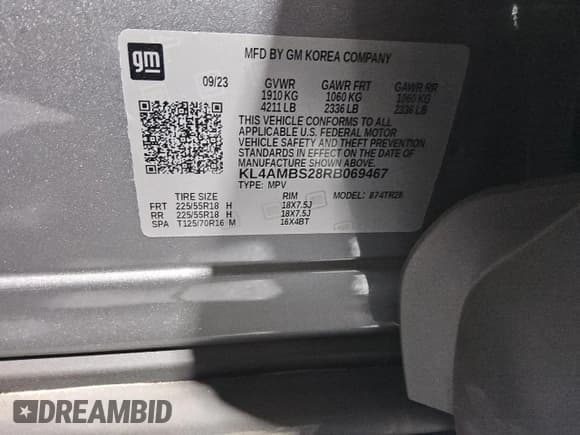 gm
MFD BY GM KOREA COMPANY
09/23 GVWR GAWR FRT GAWR RR
1910 KG 1060 KG 1060 KG
4211 LB 2336 LB 2336 LB
THIS VEHICLE CONFORMS TO ALL
APPLICABLE U.S. FEDERAL MOTOR
VEHICLE SAFETY AND THEFT PREVENTION
STANDARDS IN EFFECT ON THE DATE OF
MANUFACTURE SHOWN ABOVE.
KL4AMBS28RB069467
TYPE: MPV MODEL: 874TR26
TIRE SIZE RIM
FRT 225/55R18 H 18X7.5J
RR 225/55R18 H 18X7.5J
SPA T125/70R16 M 16X4BT
DREAMBID